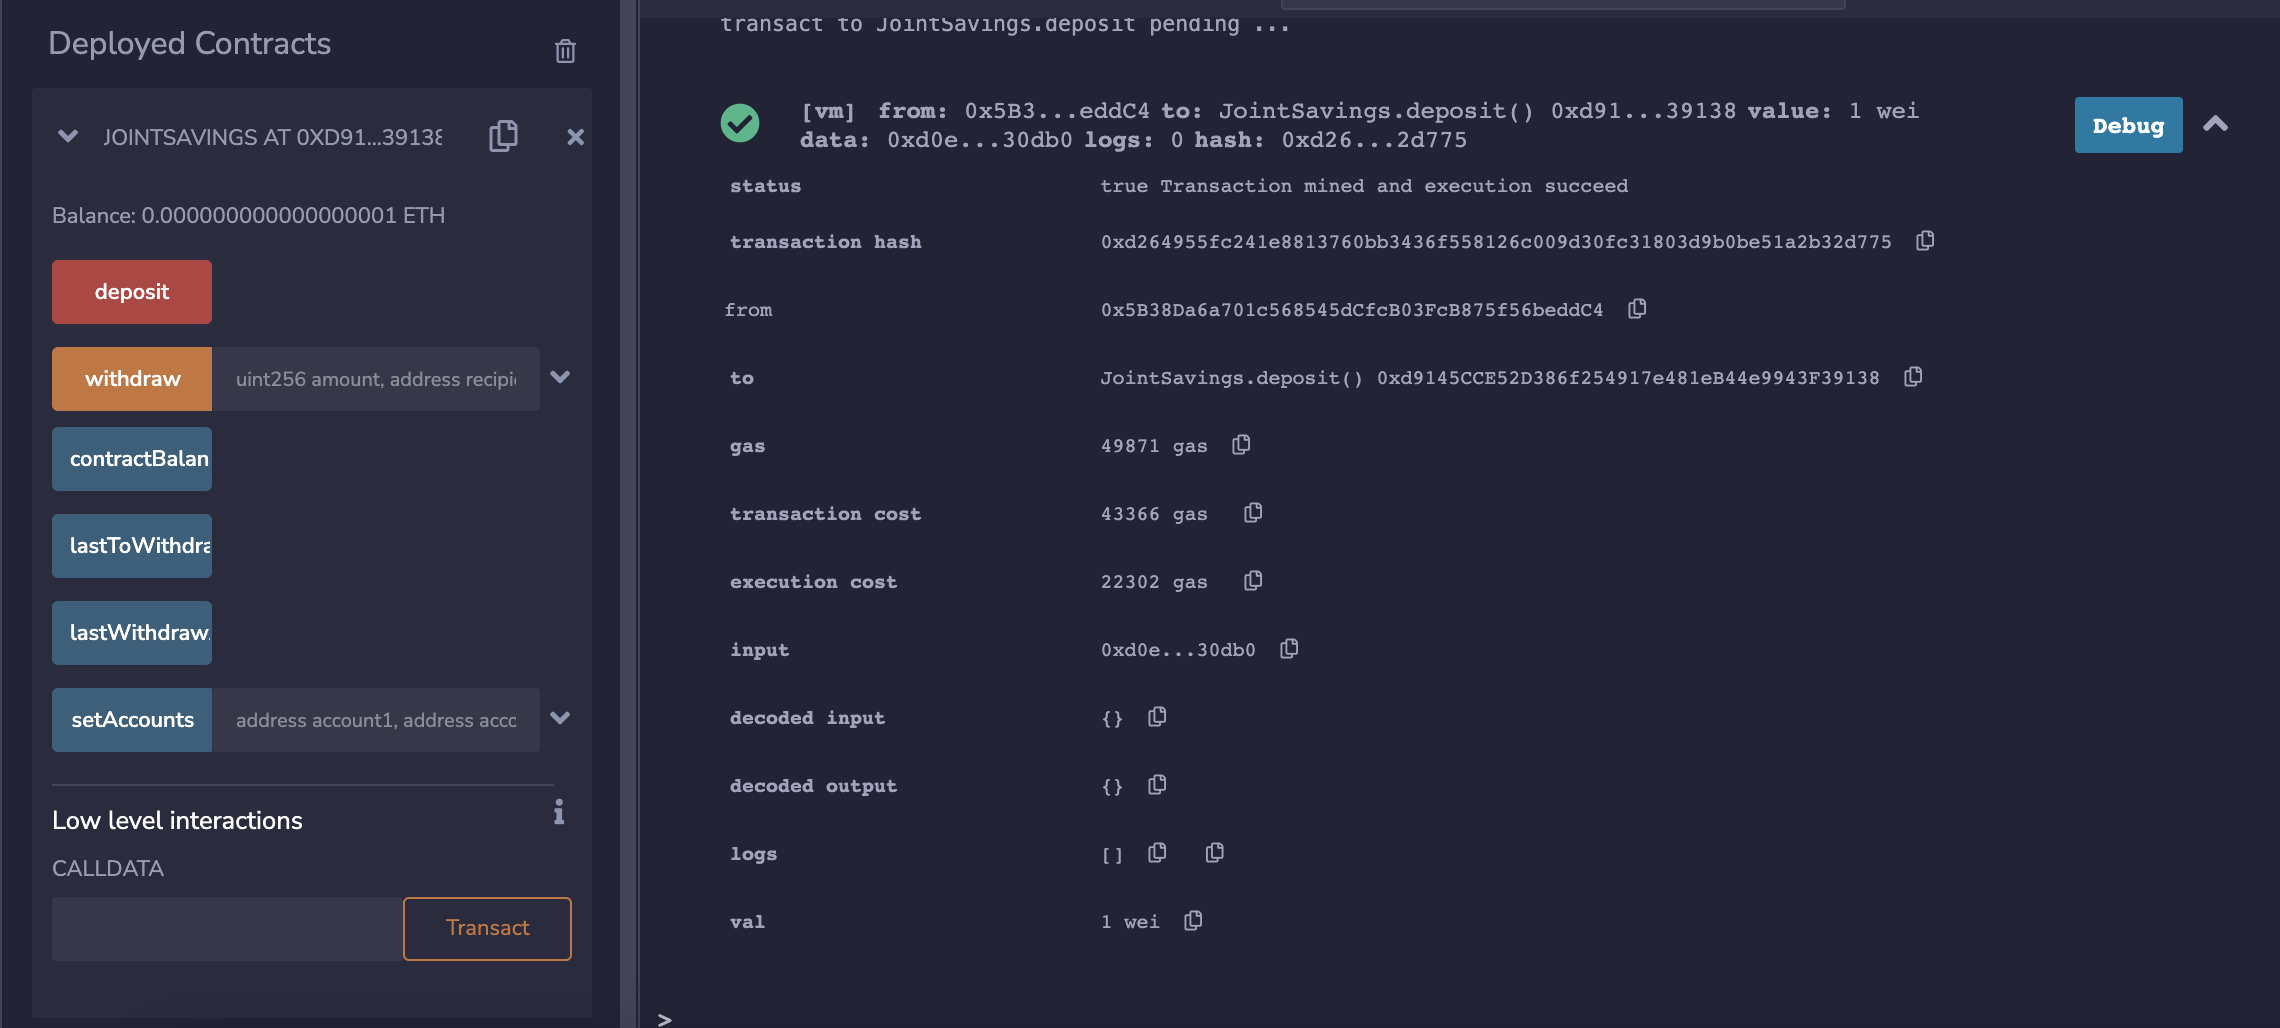 Deployed Contracts
JOINTSAVINGS AT 0XD91...39138
Balance: 0.000000000000000001 ETH
deposit
withdraw uint256 amount, address recipi
contractBalan
lastToWithdra
lastWithdraw
setAccounts address account1, address acco
Low level interactions
CALLDATA
Transact
transact to JointSavings.deposit pending ...
[vm] from: 0x5B3...eddC4 to: JointSavings.deposit() 0xd91...39138 value: 1 wei
data: 0xd0e...30db0 logs: 0 hash: 0xd26...2d775
Debug
status true Transaction mined and execution succeed
transaction hash 0xd264955fc241e8813760bb3436f558126c009d30fc31803d9b0be51a2b32d775
from 0x5B38Da6a701c568545dCfcB03FcB875f56beddC4
to JointSavings.deposit() 0xd9145CCE52D386f254917e481eB44e9943F39138
gas 49871 gas
transaction cost 43366 gas
execution cost 22302 gas
input 0xd0e...30db0
decoded input {}
decoded output {}
logs []
val 1 wei
>